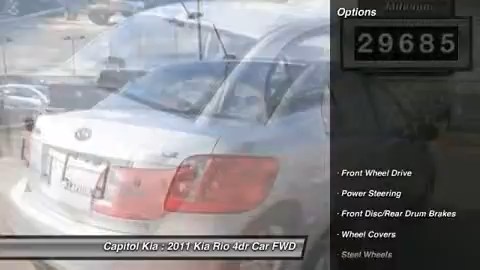 Options
Millenium
29685
· Front Wheel Drive
· Power Steering
· Front Disc/Rear Drum Brakes
· Wheel Covers
· Steel Wheels
Capitol Kia : 2011 Kia Rio 4dr Car FWD